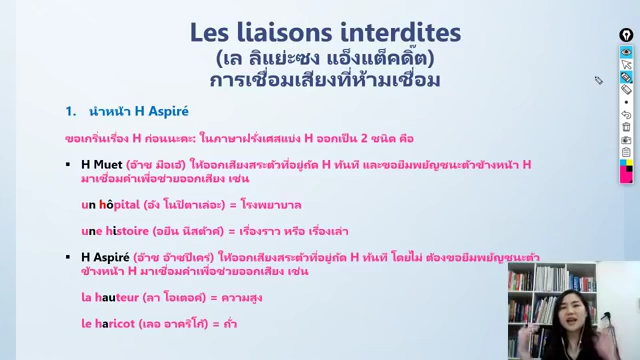 Les liaisons interdites
(เล ลิแย่ะซง แอ็งแต็คดิ๊ต)
การเชื่อมเสียงที่ห้ามเชื่อม
1. นำหน้า H Aspiré
ขอเกริ่นเรื่อง H ก่อนนะคะ: ในภาษาฝรั่งเศสแบ่ง H ออกเป็น 2 ชนิด คือ
▪ H Muet (อ๊าช มือเอ้) ให้ออกเสียงสระตัวที่อยู่ถัด H ทันที และขอยืมพยัญชนะตัวข้างหน้า H
มาเชื่อมคำเพื่อช่วยออกเสียง เช่น
un hôpital (อัง โนปิตาเล่อะ) = โรงพยาบาล
une histoire (อยืน นีสตัวค์) = เรื่องราว หรือ เรื่องเล่า
▪ H Aspiré (อ๊าช อ๊าซปีเคร่) ให้ออกเสียงสระตัวที่อยู่ถัด H ทันที โดยไม่ ต้องขอยืมพยัญชนะตัว
ข้างหน้า H มาเชื่อมคำเพื่อช่วยออกเสียง เช่น
la hauteur (ลา โอเตอค์) = ความสูง
le haricot (เลอ อาคริโก้) = ถั่ว